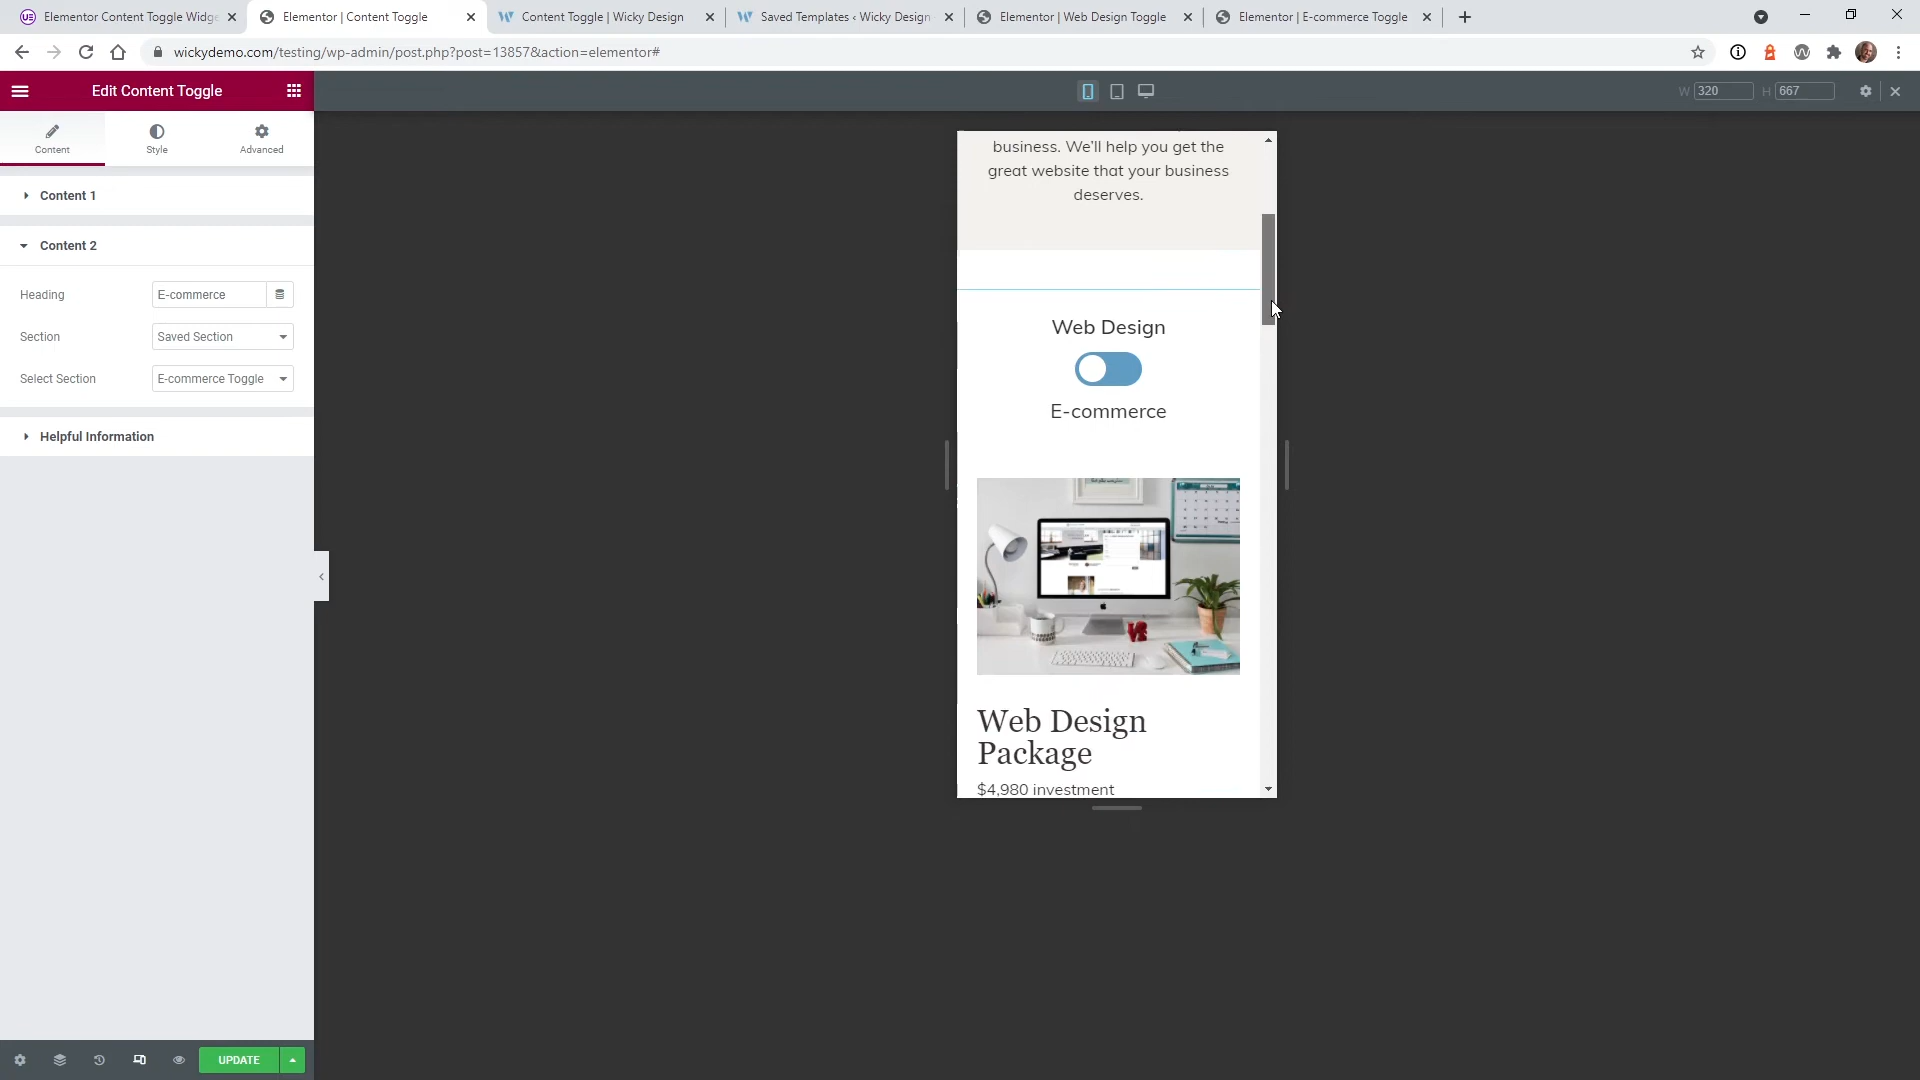 Elementor Content Toggle Widge
Elementor | Content Toggle
Content Toggle | Wicky Design
Saved Templates ‹ Wicky Design
Elementor | Web Design Toggle
Elementor | E-commerce Toggle
wickydemo.com/testing/wp-admin/post.php?post=13857&action=elementor#
Edit Content Toggle
W 320 H 667
Content
Style
Advanced
Content 1
Content 2
Heading
E-commerce
Section
Saved Section
Select Section
E-commerce Toggle
Helpful Information
UPDATE
business. We'll help you get the
great website that your business
deserves.
Web Design
E-commerce
Web Design
Package
$4,980 investment